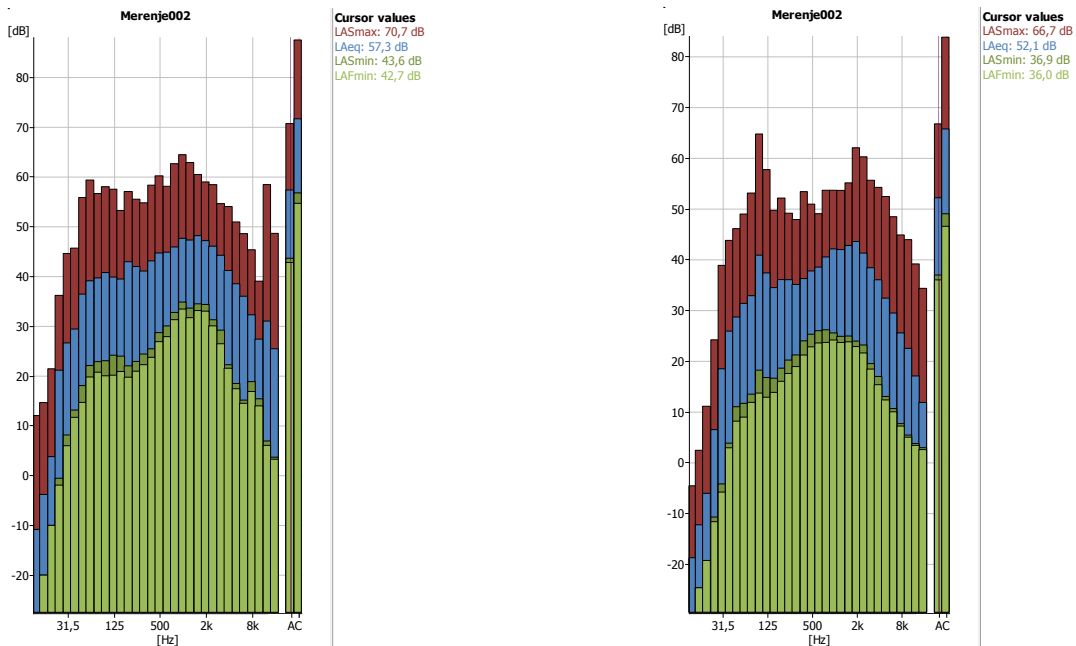 Merenje002
[dB]
80
70
60
50
40
30
20
10
0
-10
-20
31,5 125 500 2k 8k AC
[Hz]
Cursor values
LASmax: 70,7 dB
LAeq: 57,3 dB
LASmin: 43,6 dB
LAFmin: 42,7 dB
Merenje002
[dB]
80
70
60
50
40
30
20
10
0
-10
-20
31,5 125 500 2k 8k AC
[Hz]
Cursor values
LASmax: 66,7 dB
LAeq: 52,1 dB
LASmin: 36,9 dB
LAFmin: 36,0 dB